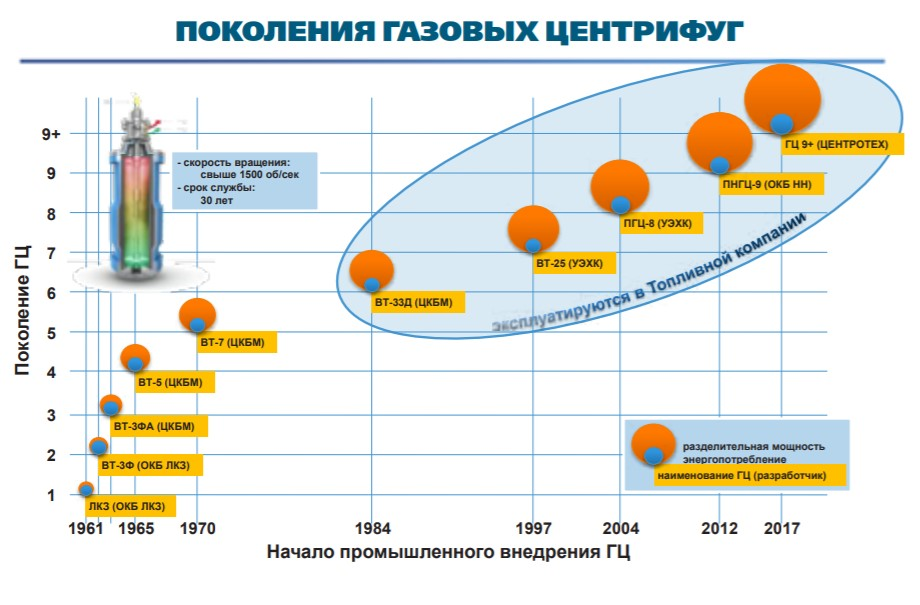 ПОКОЛЕНИЯ ГАЗОВЫХ ЦЕНТРИФУГ
Поколение ГЦ
9+
9
8
7
6
5
4
3
2
1
- скорость вращения:
свыше 1500 об/сек
- срок службы:
30 лет
ГЦ 9+ (ЦЕНТРОТЕХ)
ПНГЦ-9 (ОКБ НН)
ПГЦ-8 (УЭХК)
ВТ-25 (УЭХК)
ВТ-33Д (ЦКБМ)
эксплуатируются в Топливной компании
ВТ-7 (ЦКБМ)
ВТ-5 (ЦКБМ)
ВТ-3ФА (ЦКБМ)
ВТ-3Ф (ОКБ ЛКЗ)
ЛКЗ (ОКБ ЛКЗ)
разделительная мощность
энергопотребление
наименование ГЦ (разработчик)
1961 1965 1970 1984 1997 2004 2012 2017
Начало промышленного внедрения ГЦ